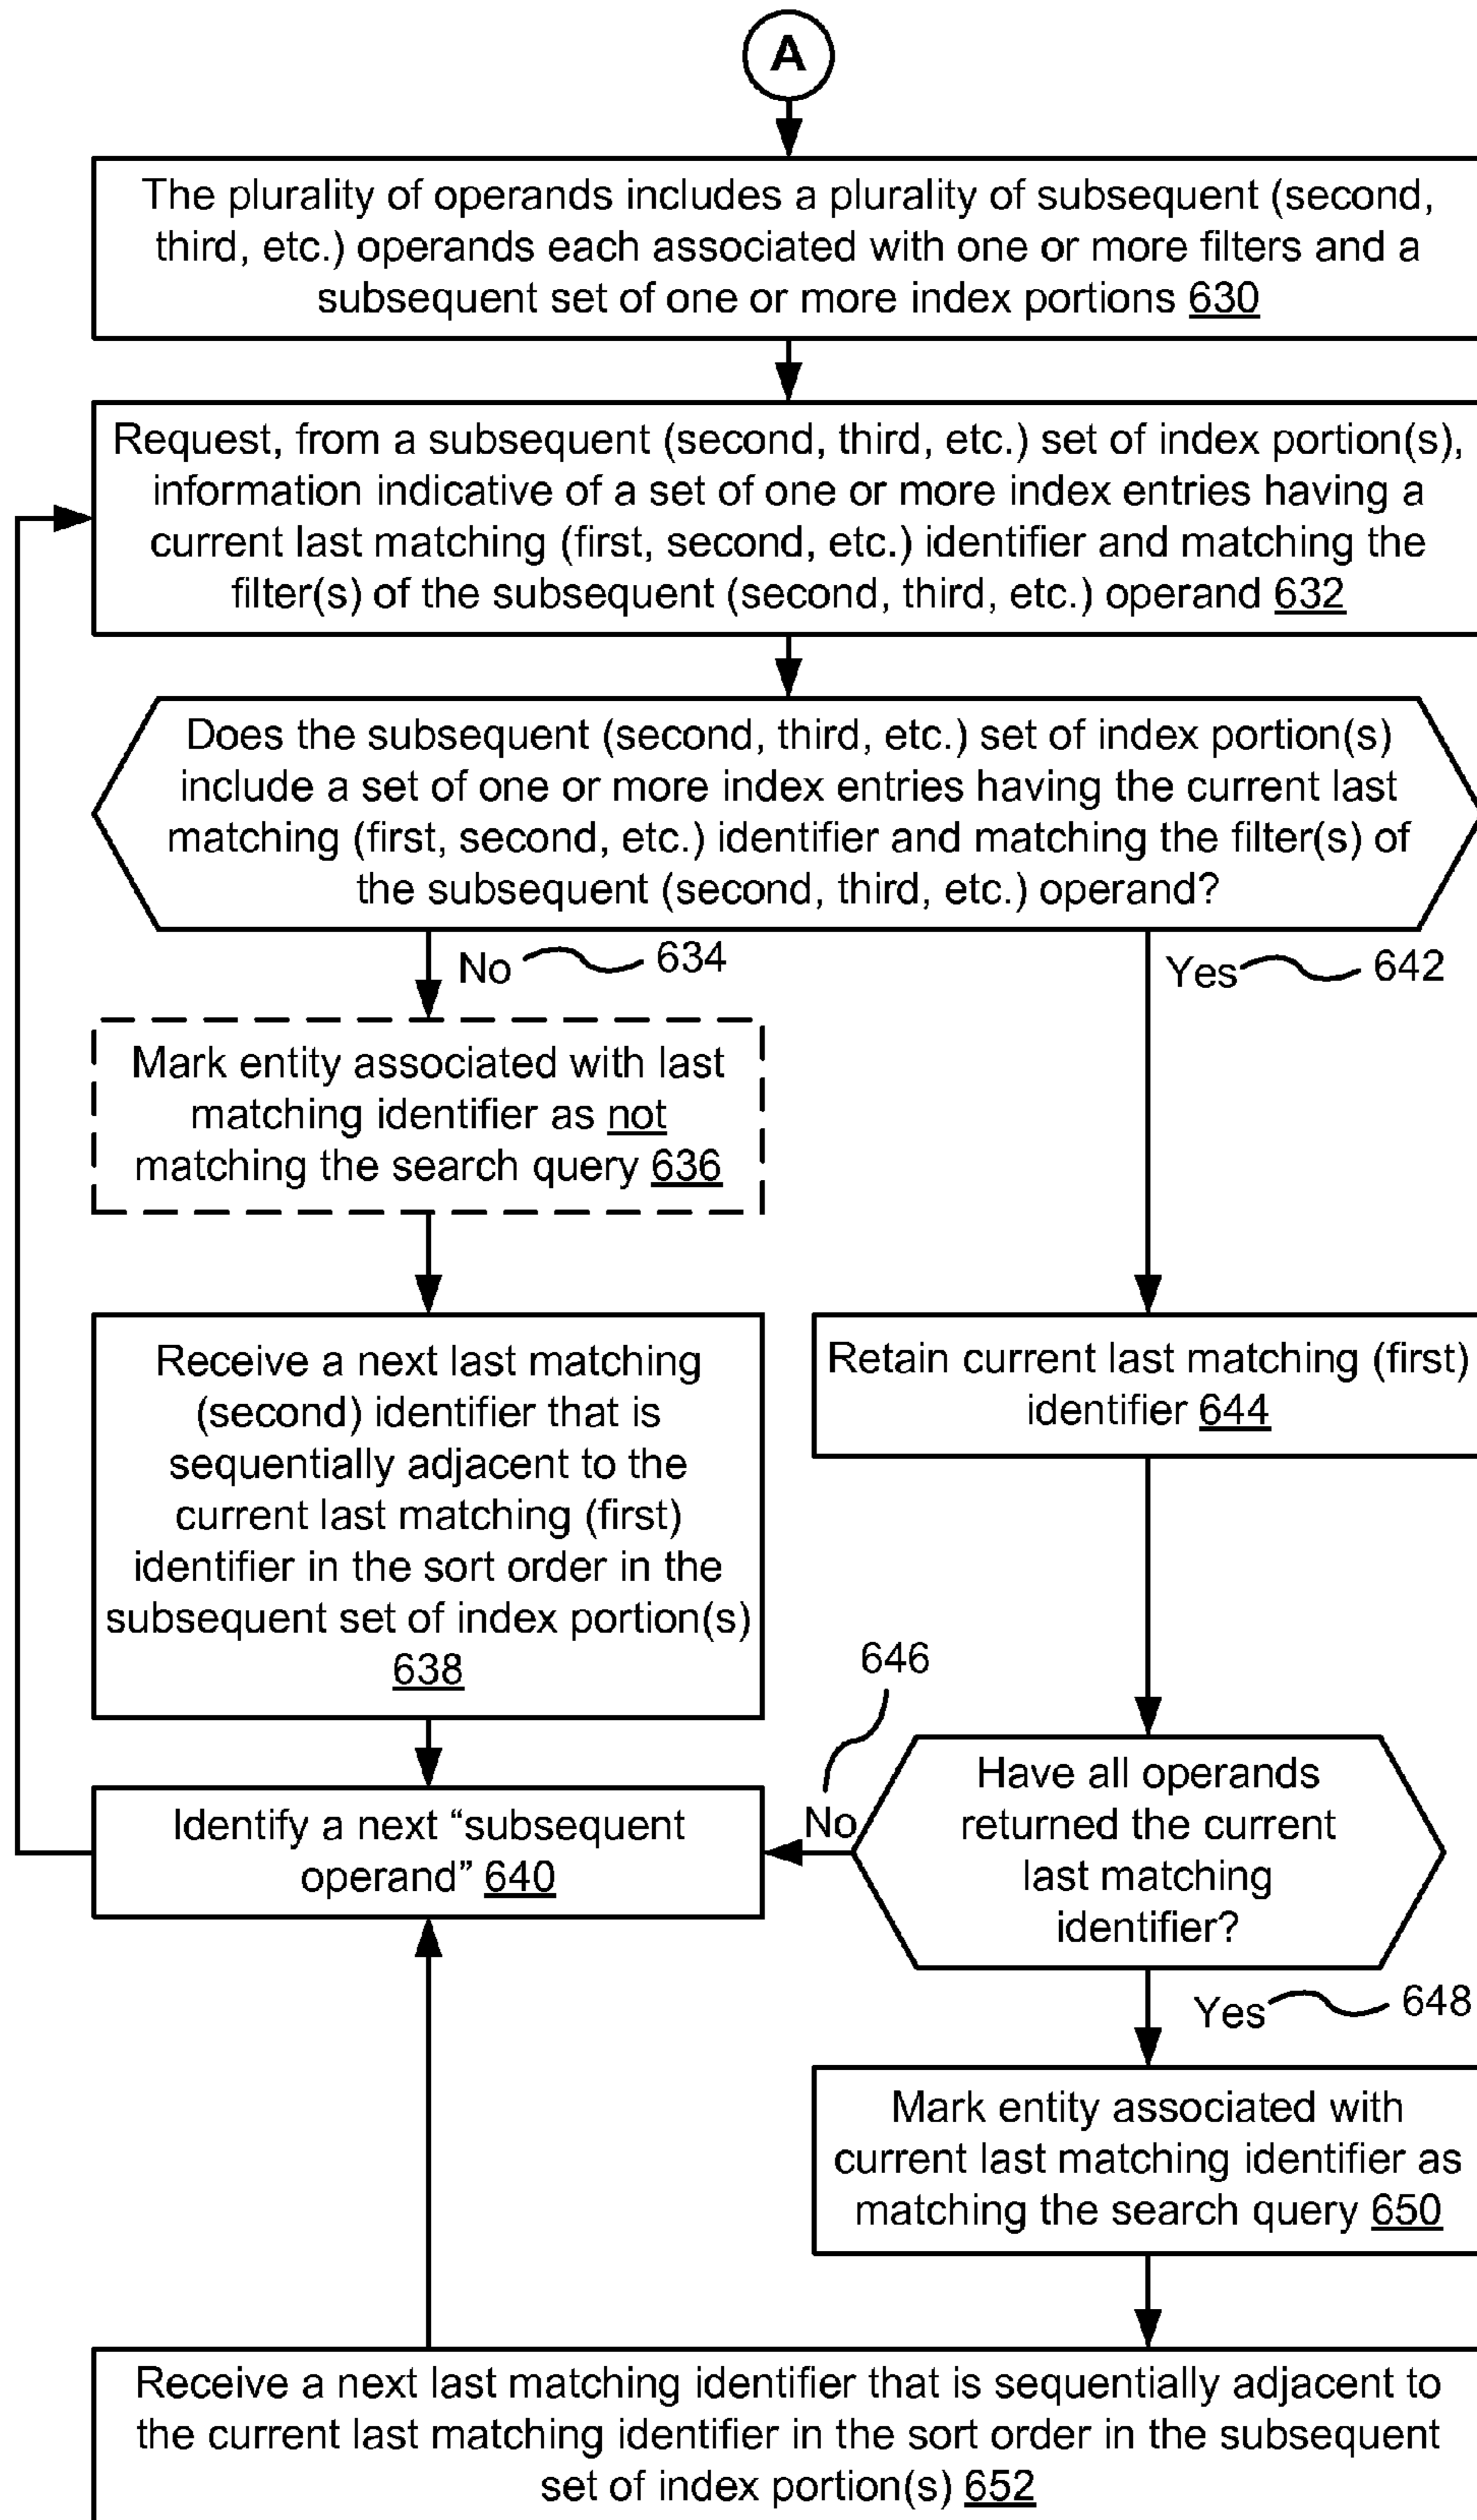 A
The plurality of operands includes a plurality of subsequent (second,
third, etc.) operands each associated with one or more filters and a
subsequent set of one or more index portions 630
Request, from a subsequent (second, third, etc.) set of index portion(s),
information indicative of a set of one or more index entries having a
current last matching (first, second, etc.) identifier and matching the
filter(s) of the subsequent (second, third, etc.) operand 632
Does the subsequent (second, third, etc.) set of index portion(s)
include a set of one or more index entries having the current last
matching (first, second, etc.) identifier and matching the filter(s) of
the subsequent (second, third, etc.) operand?
No 634
Yes 642
Mark entity associated with last
matching identifier as not
matching the search query 636
Receive a next last matching
(second) identifier that is
sequentially adjacent to the
current last matching (first)
identifier in the sort order in the
subsequent set of index portion(s)
638
Retain current last matching (first)
identifier 644
646
No
Have all operands
returned the current
last matching
identifier?
Identify a next “subsequent
operand” 640
Yes 648
Mark entity associated with
current last matching identifier as
matching the search query 650
Receive a next last matching identifier that is sequentially adjacent to
the current last matching identifier in the sort order in the subsequent
set of index portion(s) 652